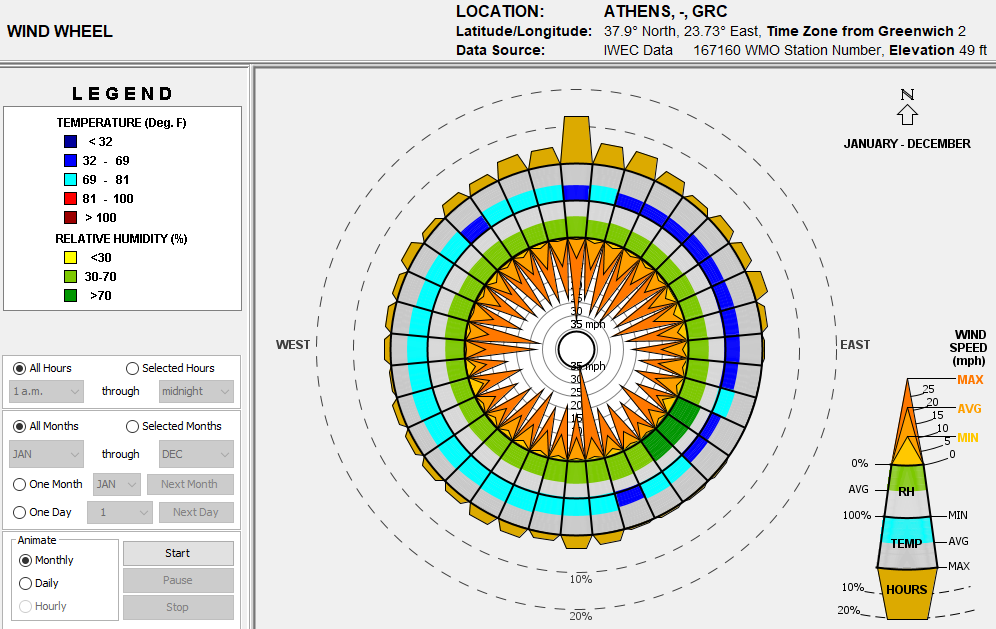 WIND WHEEL
LOCATION: ATHENS, -, GRC
Latitude/Longitude: 37.9° North, 23.73° East, Time Zone from Greenwich 2
Data Source: IWEC Data 167160 WMO Station Number, Elevation 49 ft
LEGEND
TEMPERATURE (Deg. F)
< 32
32 - 69
69 - 81
81 - 100
> 100
RELATIVE HUMIDITY (%)
<30
30-70
>70
All Hours Selected Hours
1 a.m. through midnight
All Months Selected Months
JAN through DEC
One Month JAN Next Month
One Day 1 Next Day
Animate
Monthly
Daily
Hourly
Start
Pause
Stop
N
JANUARY - DECEMBER
WEST
EAST
30
35 mph
35 mph
30
25
20
15
10%
20%
WIND
SPEED
(mph)
MAX
25
20
AVG
15
10
MIN
5
0
0%
AVG RH
100% MIN
TEMP AVG
MAX
HOURS
10%
20%